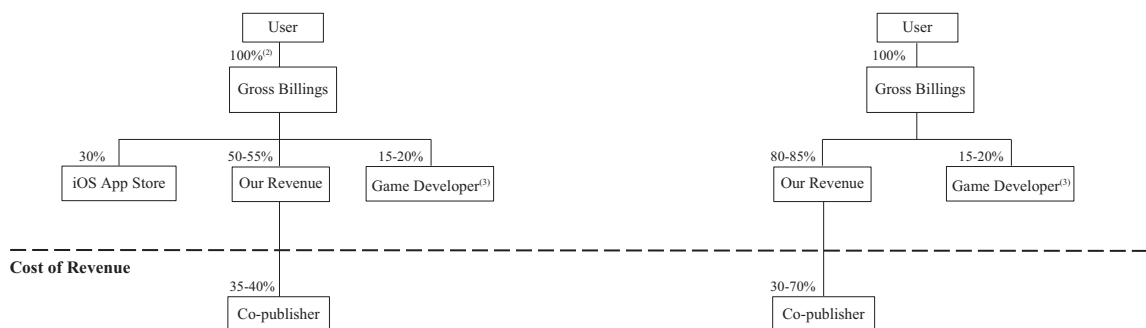 User User
100%(2) 100%
Gross Billings Gross Billings
30% 50-55% 15-20% 80-85% 15-20%
iOS App Store Our Revenue Game Developer(3) Our Revenue Game Developer(3)
Cost of Revenue
35-40% 30-70%
Co-publisher Co-publisher